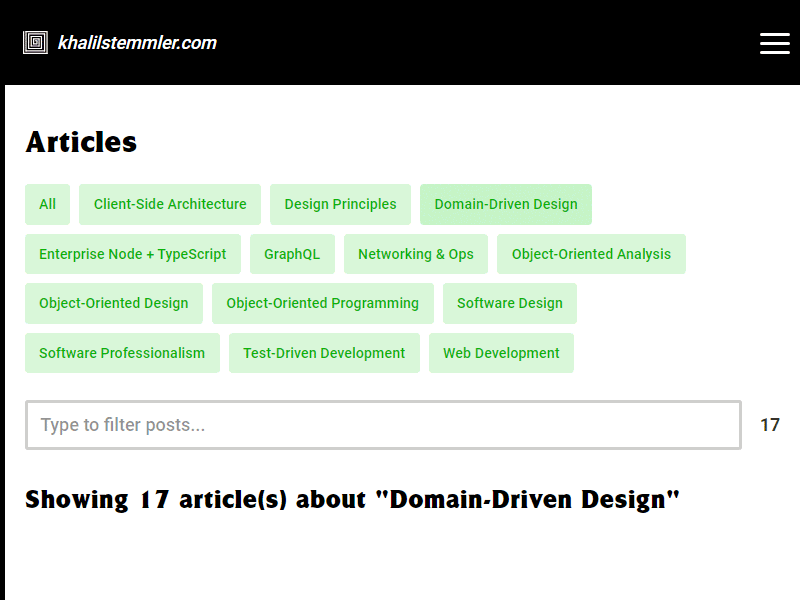 khalilstemmler.com
Articles
All Client-Side Architecture Design Principles Domain-Driven Design
Enterprise Node + TypeScript GraphQL Networking & Ops Object-Oriented Analysis
Object-Oriented Design Object-Oriented Programming Software Design
Software Professionalism Test-Driven Development Web Development
Type to filter posts... 17
Showing 17 article(s) about "Domain-Driven Design"